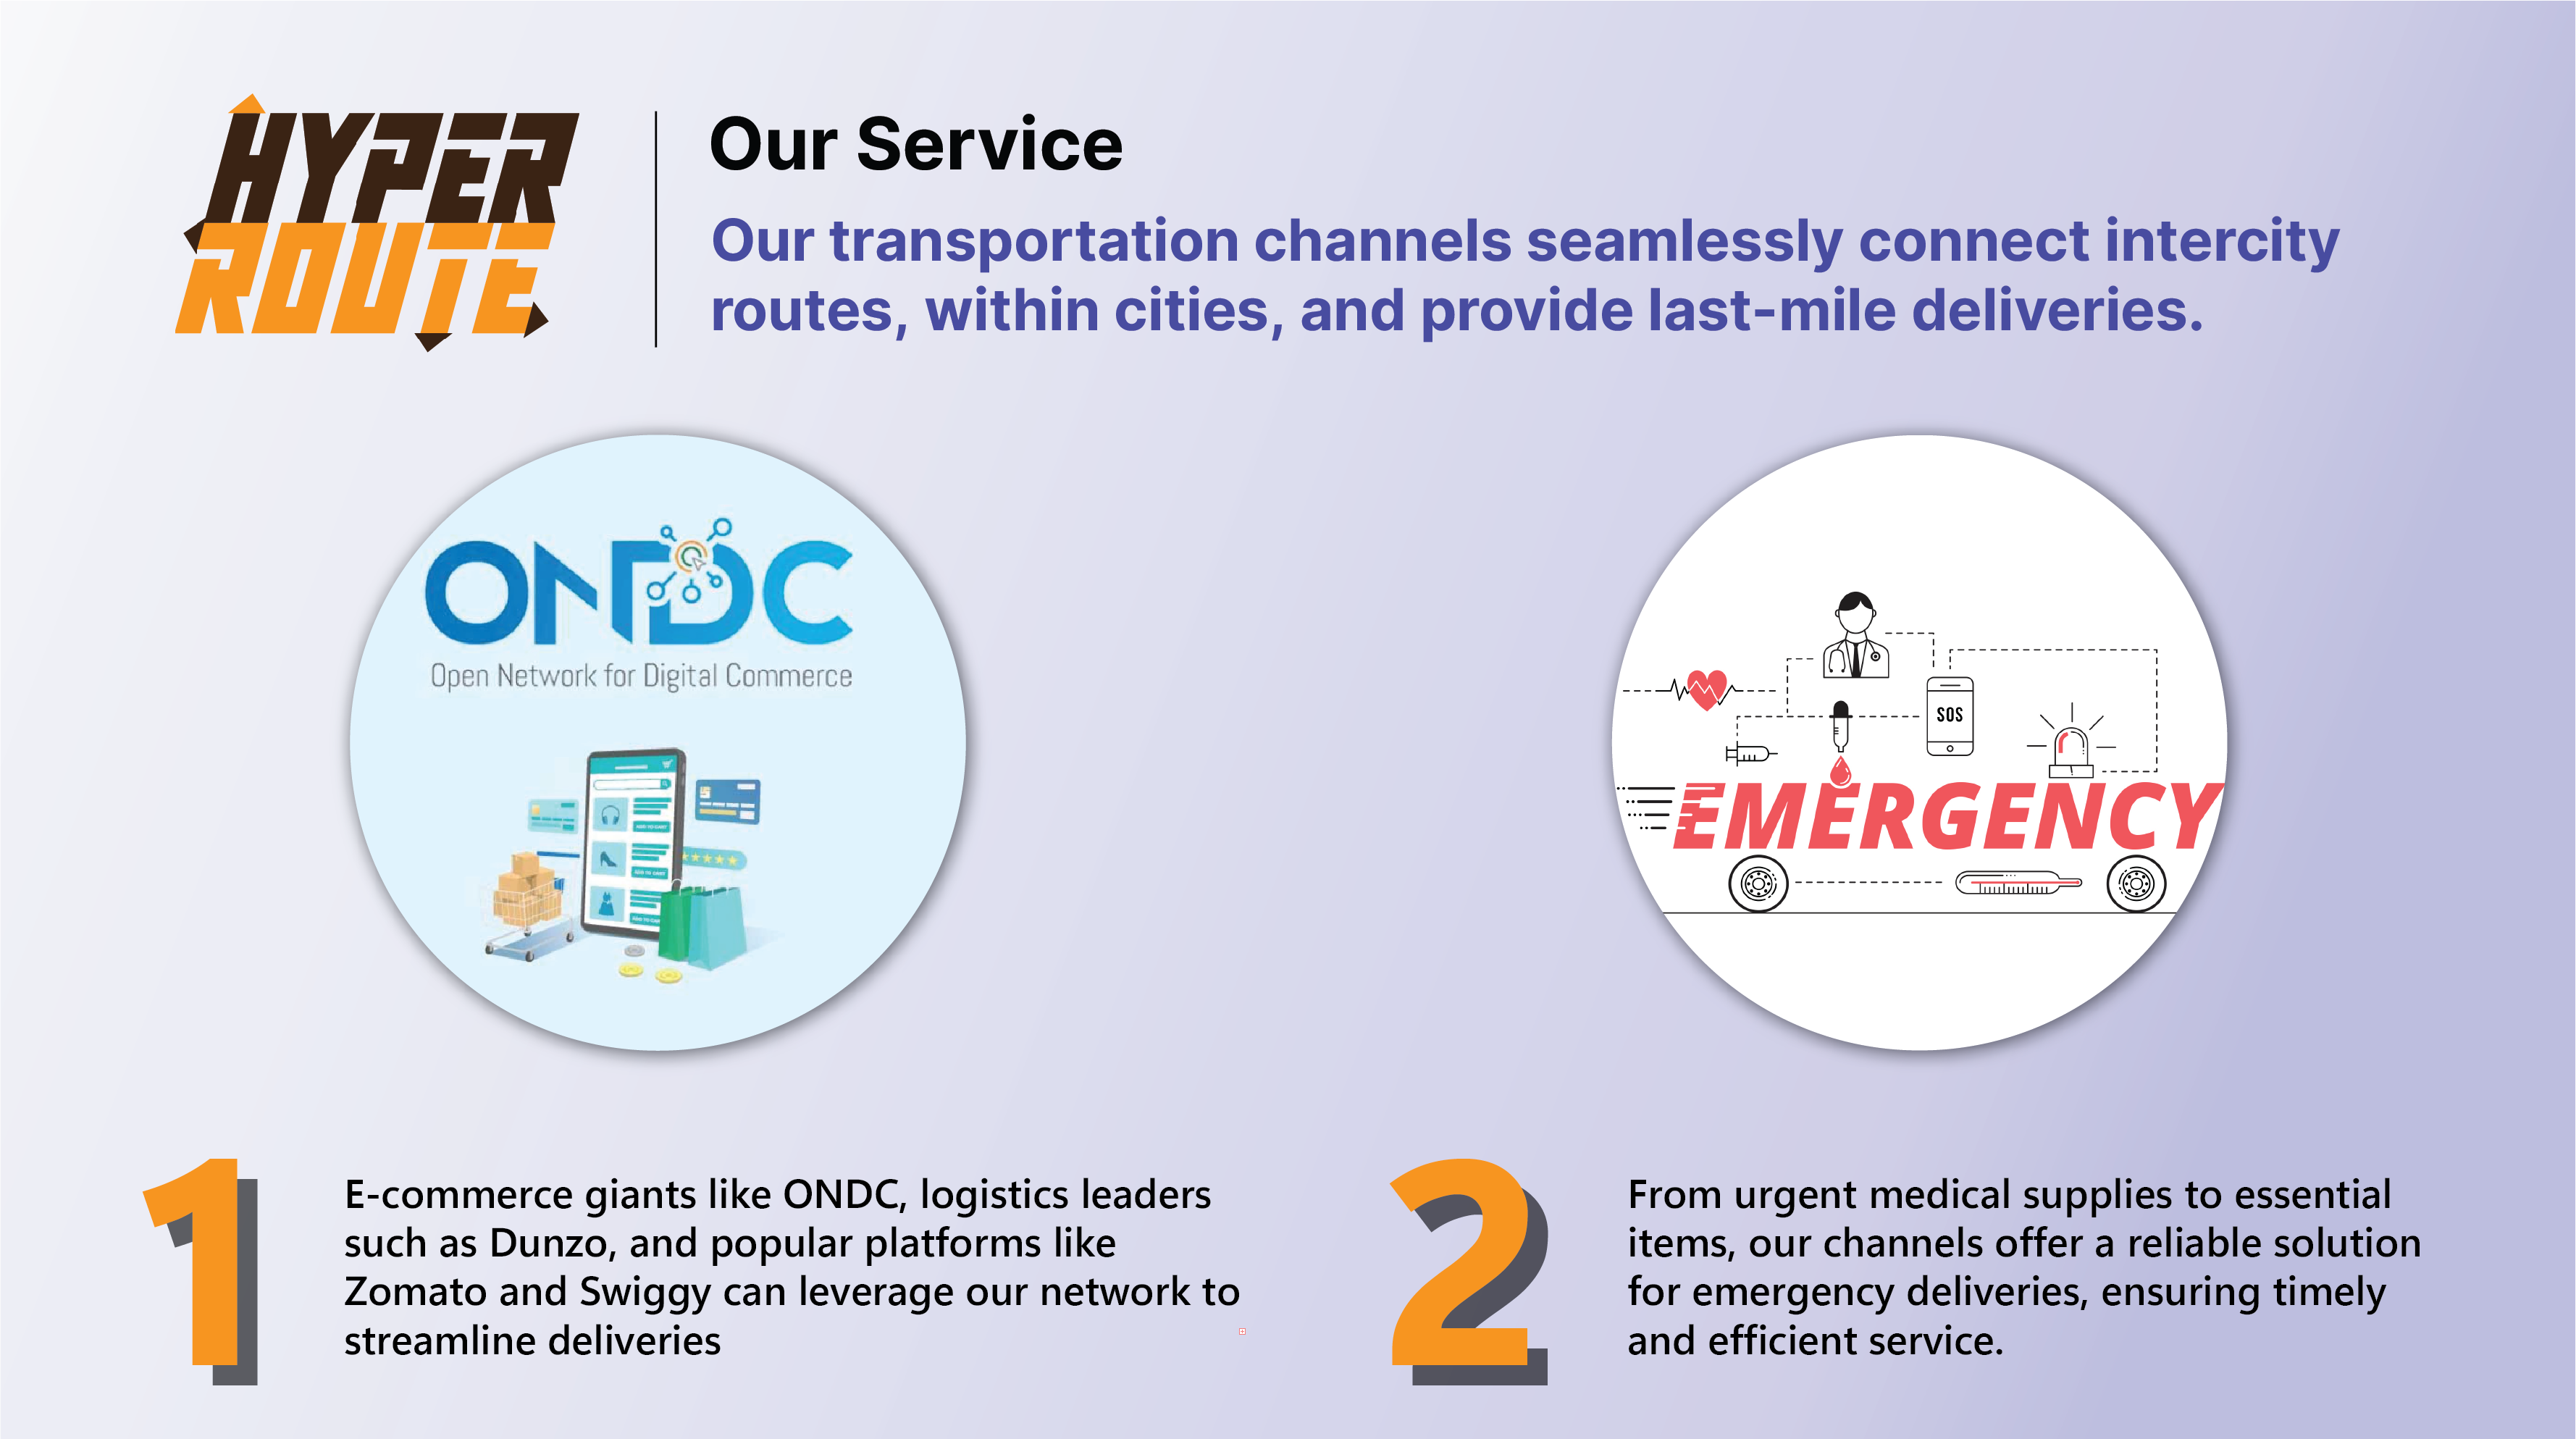 HYPER
ROUTE
Our Service
Our transportation channels seamlessly connect intercity
routes, within cities, and provide last-mile deliveries.
ONDC
Open Network for Digital Commerce
SOS
EMERGENCY
1
E-commerce giants like ONDC, logistics leaders
such as Dunzo, and popular platforms like
Zomato and Swiggy can leverage our network to
streamline deliveries
2
From urgent medical supplies to essential
items, our channels offer a reliable solution
for emergency deliveries, ensuring timely
and efficient service.